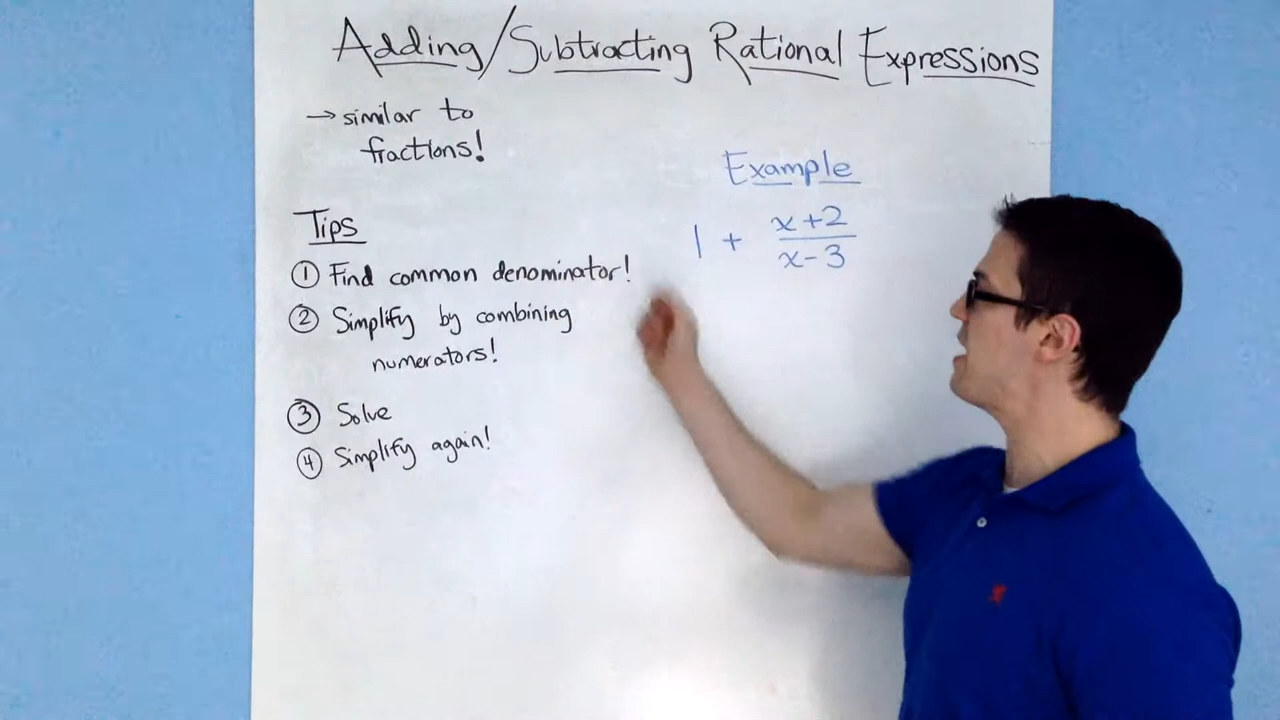 Adding/Subtracting Rational Expressions
→ similar to
fractions!
Tips
① Find common denominator!
② Simplify by combining
numerators!
③ Solve
④ Simplify again!
Example
1 + x+2
x-3